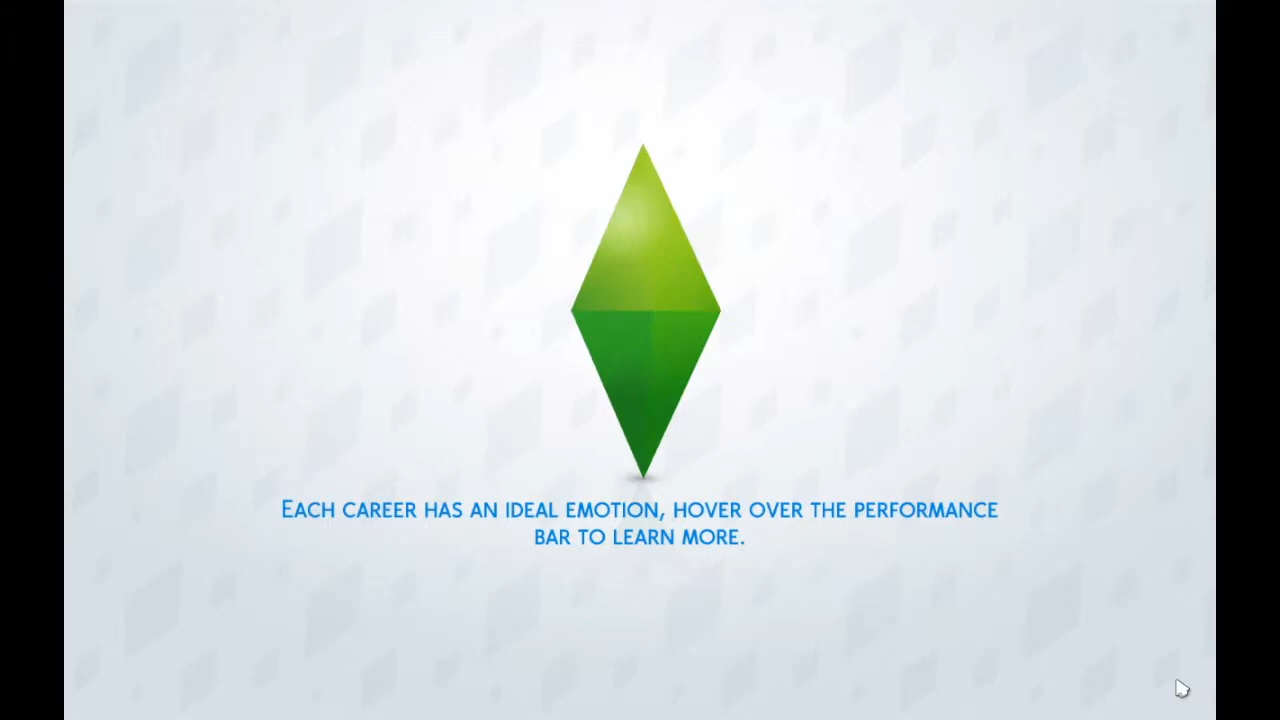 Each career has an ideal emotion, hover over the performance
bar to learn more.